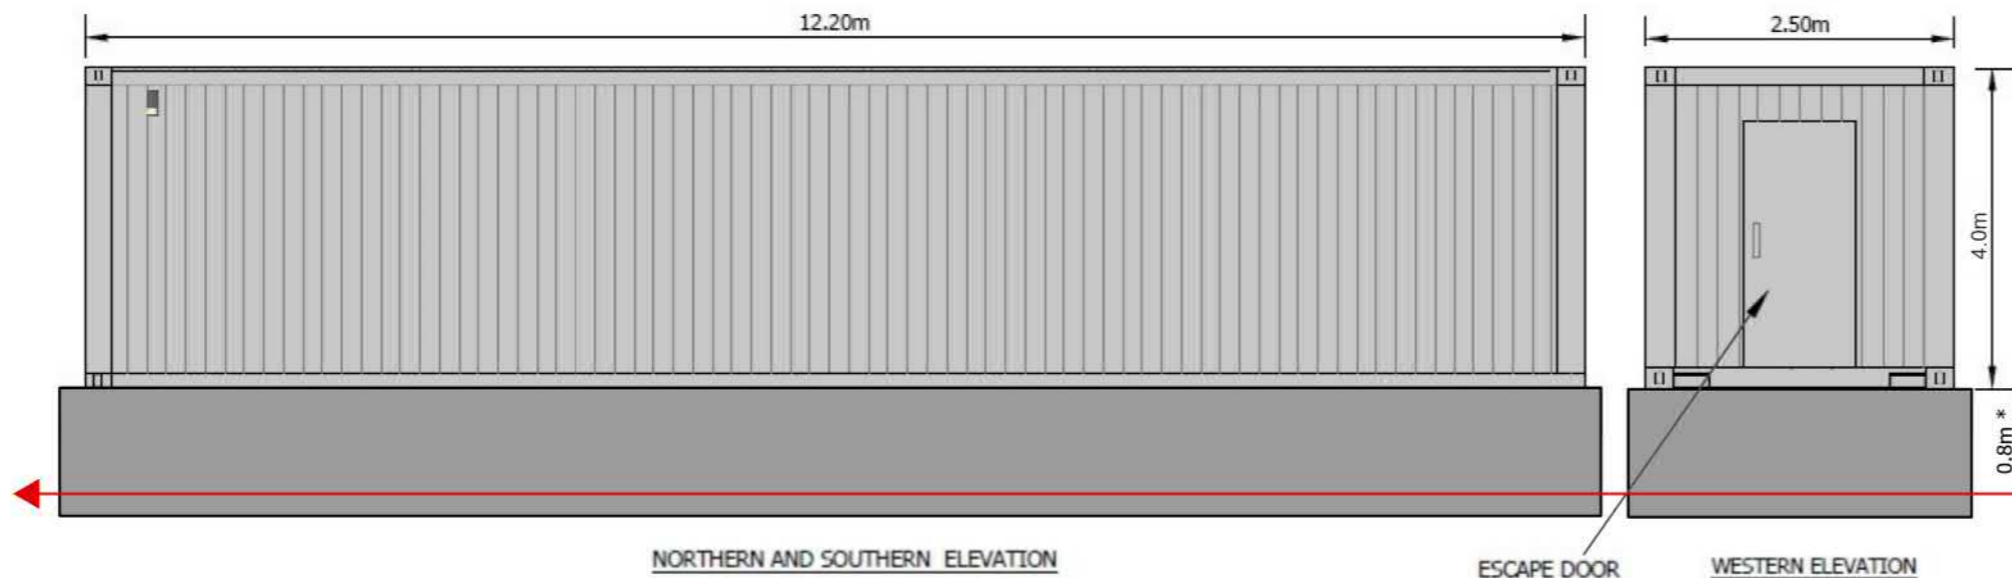 12.20m
2.50m
4.0m
0.8m *
NORTHERN AND SOUTHERN ELEVATION
ESCAPE DOOR
WESTERN ELEVATION